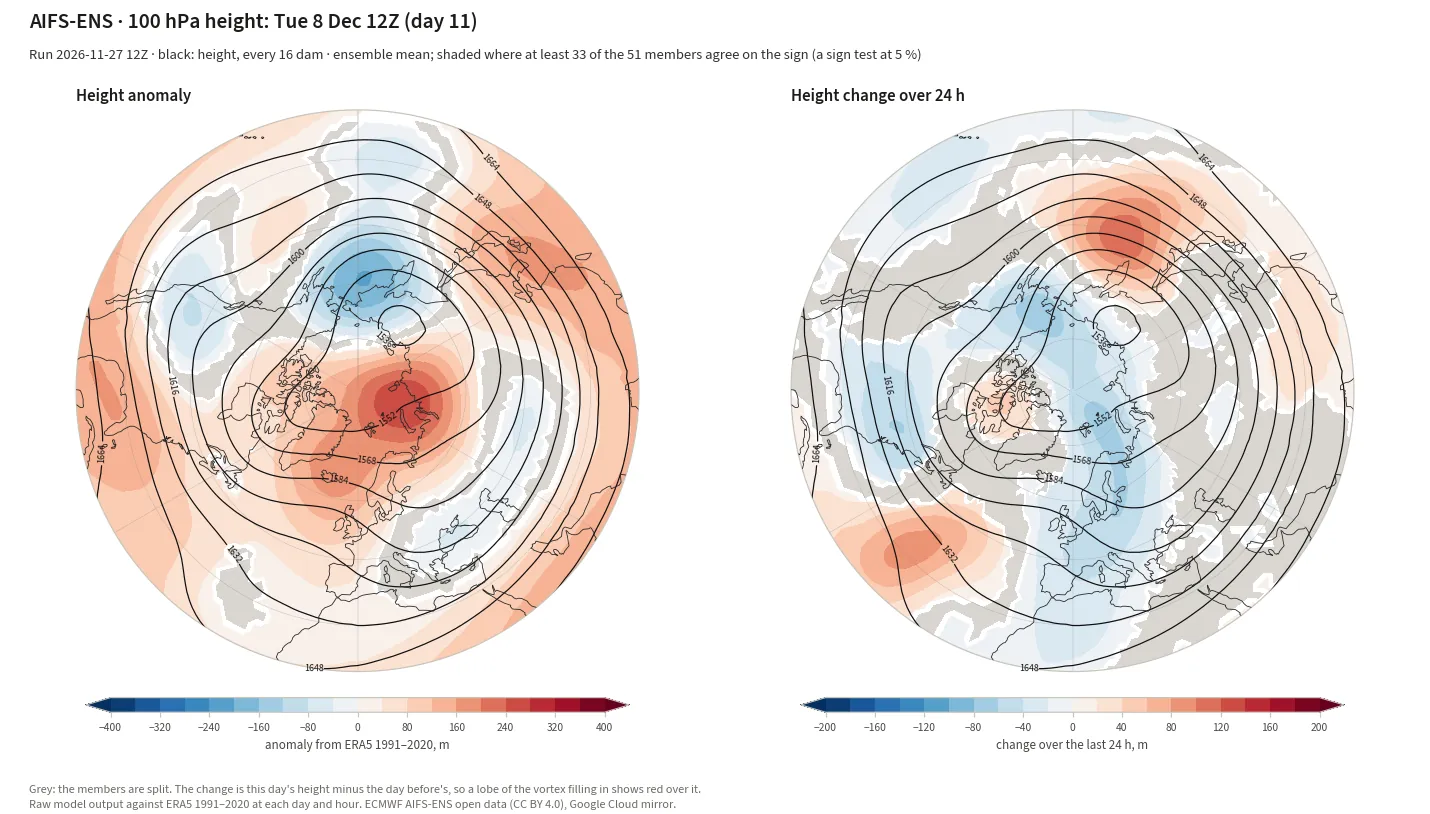 AIFS-ENS · 100 hPa height: Tue 8 Dec 12Z (day 11)
Run 2026-11-27 12Z · black: height, every 16 dam · ensemble mean; shaded where at least 33 of the 51 members agree on the sign (a sign test at 5 %)
Height anomaly
Height change over 24 h
1664
1648
1600
1536
1616
1552
1664
1568
1584
1632
1648
1664
1648
1600
1536
1616
1552
1664
1568
1584
1632
1648
−400 −320 −240 −160 −80 0 80 160 240 320 400
anomaly from ERA5 1991–2020, m
−200 −160 −120 −80 −40 0 40 80 120 160 200
change over the last 24 h, m
Grey: the members are split. The change is this day's height minus the day before's, so a lobe of the vortex filling in shows red over it.
Raw model output against ERA5 1991–2020 at each day and hour. ECMWF AIFS-ENS open data (CC BY 4.0), Google Cloud mirror.